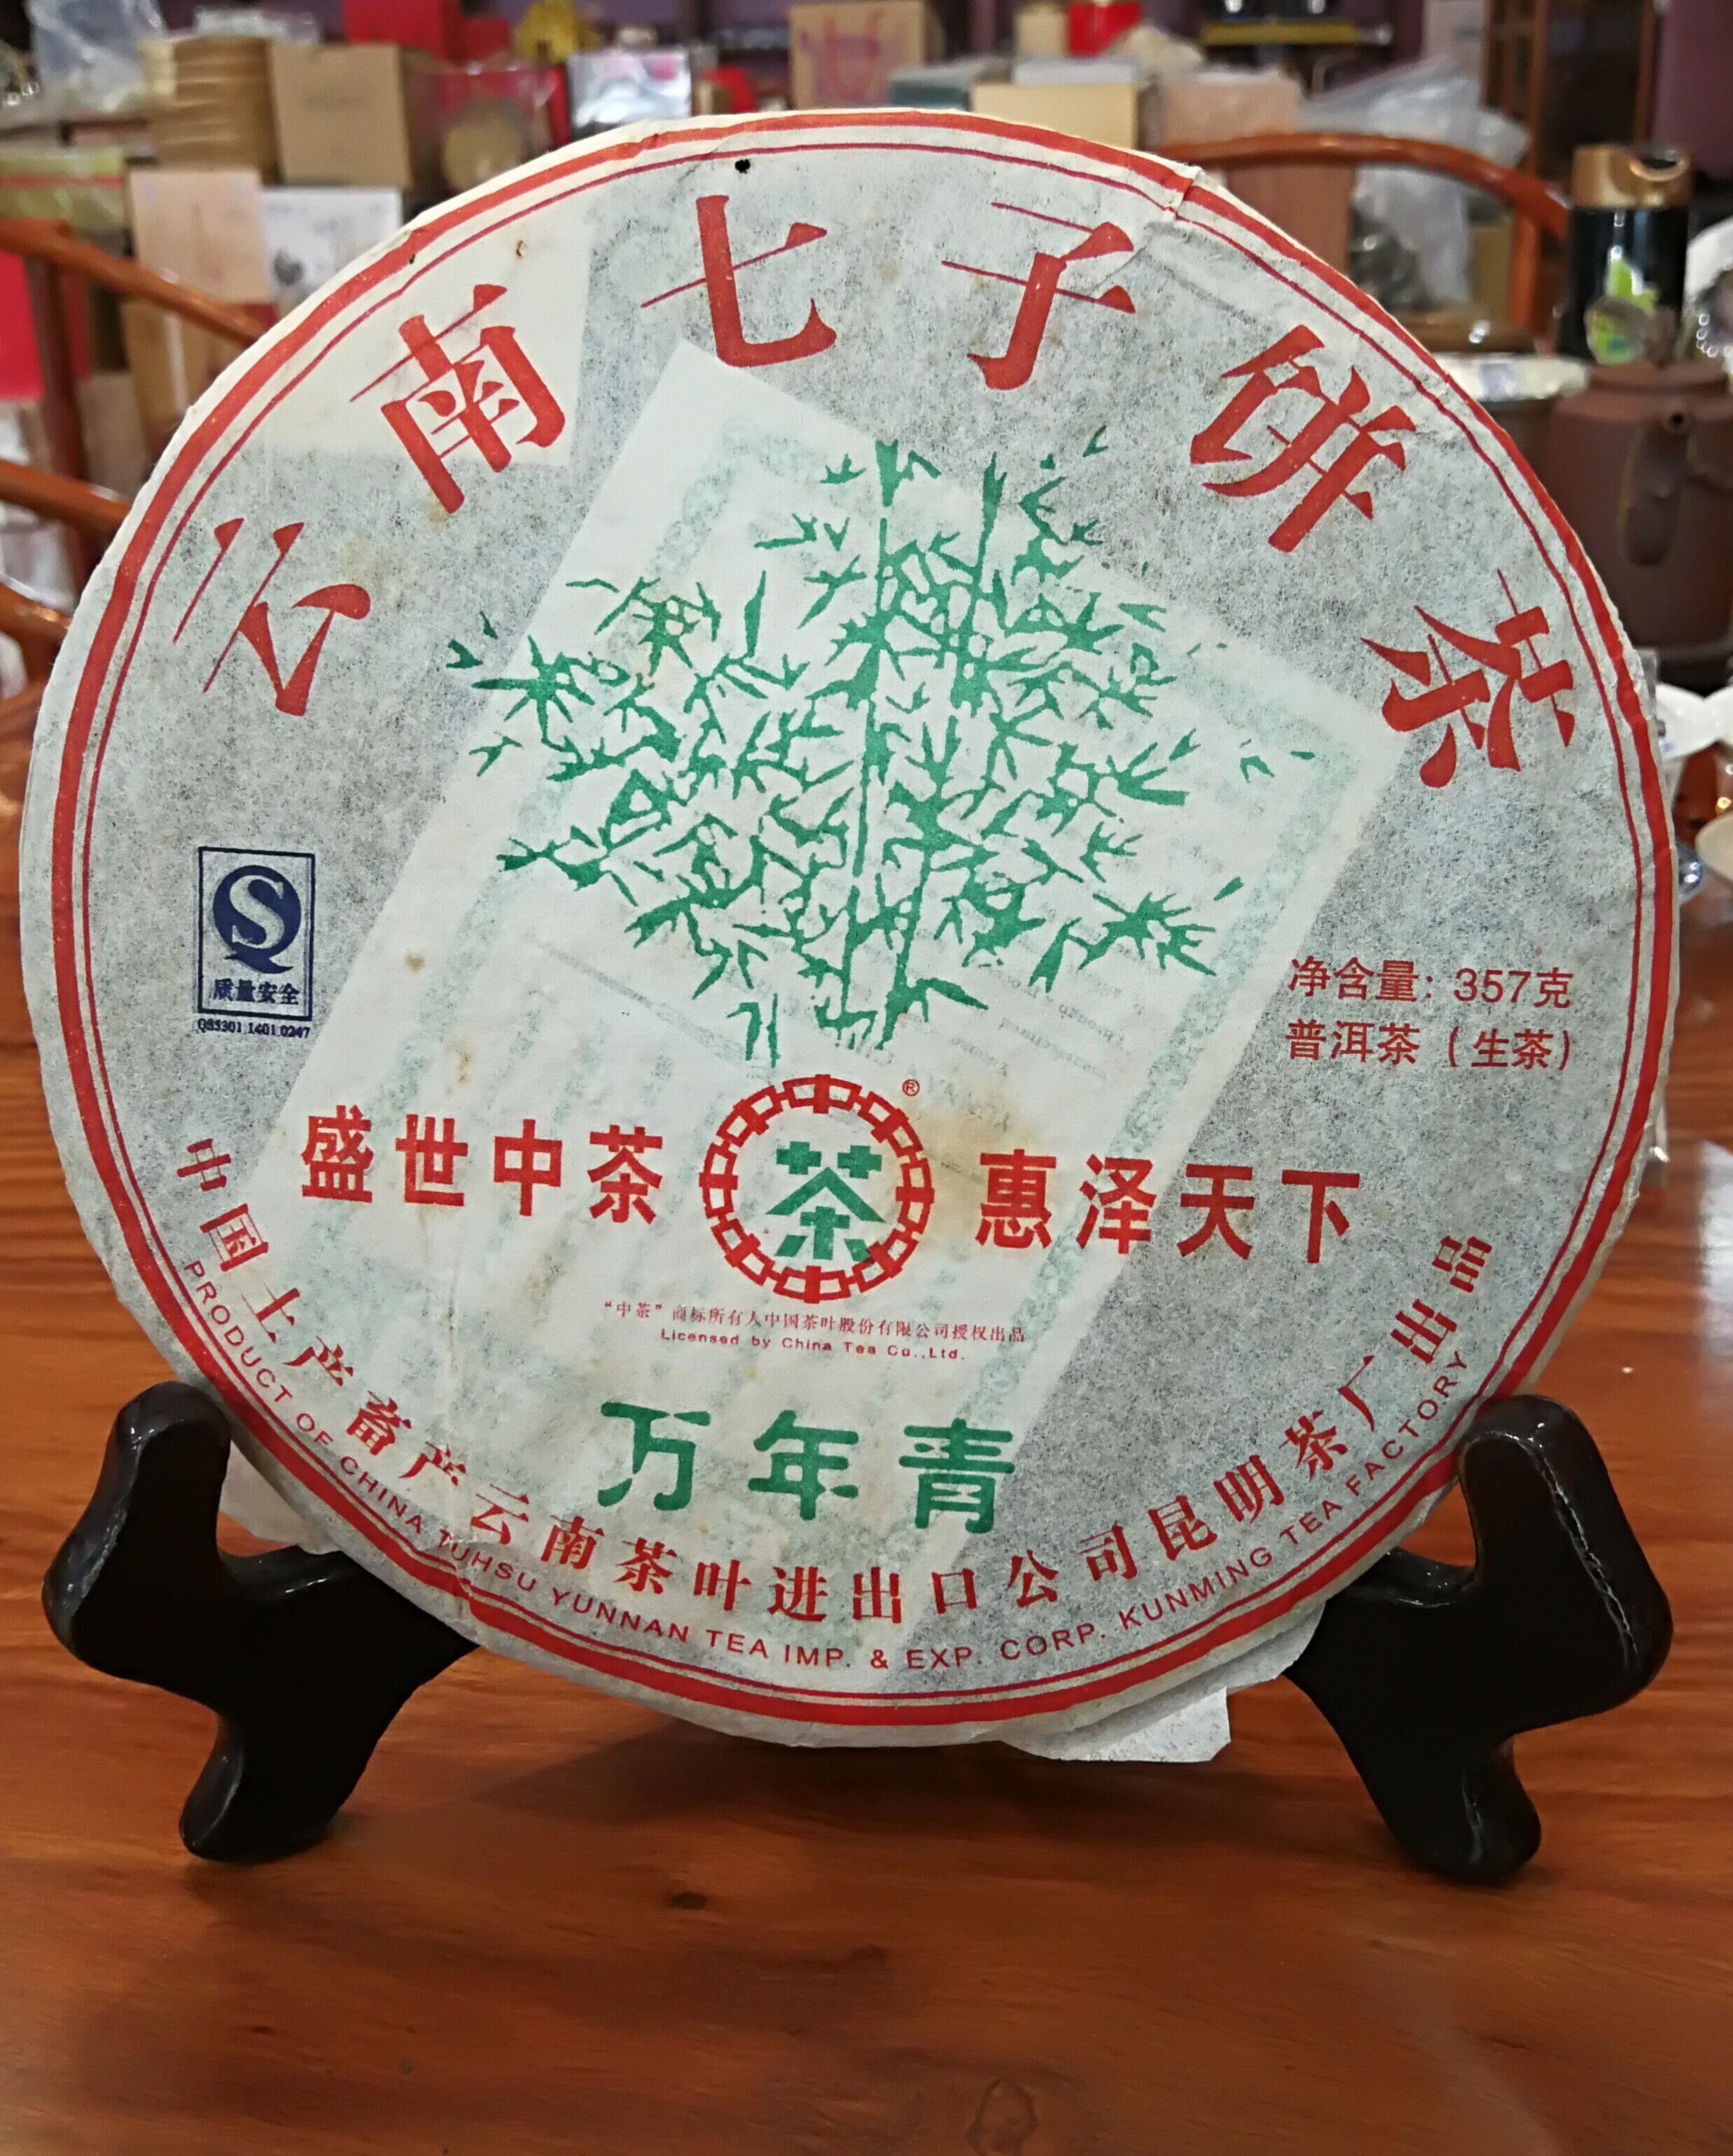 云南七子饼茶
质量安全
QS5301 1401 0247
净含量：357克
普洱茶（生茶）
盛世中茶
茶
®
惠泽天下
“中茶”商标所有人中国茶叶股份有限公司授权出品
Licensed by China Tea Co.,Ltd.
万年青
中国土产畜产云南茶叶进出口公司昆明茶厂出品
PRODUCT OF CHINA TUHSU YUNNAN TEA IMP. & EXP. CORP. KUNMING TEA FACTORY